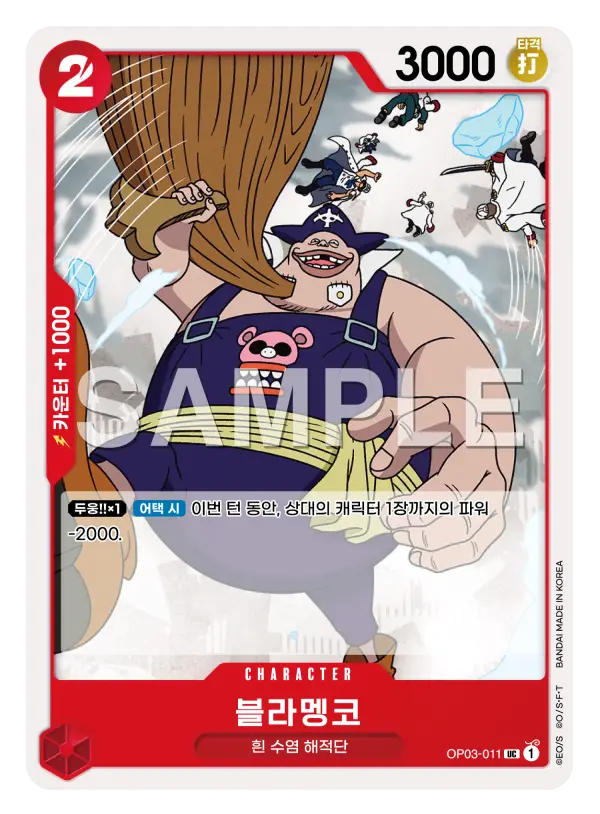 2
3000
타격
打
⚡카운터 +1000
SAMPLE
두웅!!×1 어택 시 이번 턴 동안, 상대의 캐릭터 1장까지의 파워
-2000.
CHARACTER
블라멩코
흰 수염 해적단
OP03-011 UC 1
©EO/S ©O/S·F·T BANDAI MADE IN KOREA